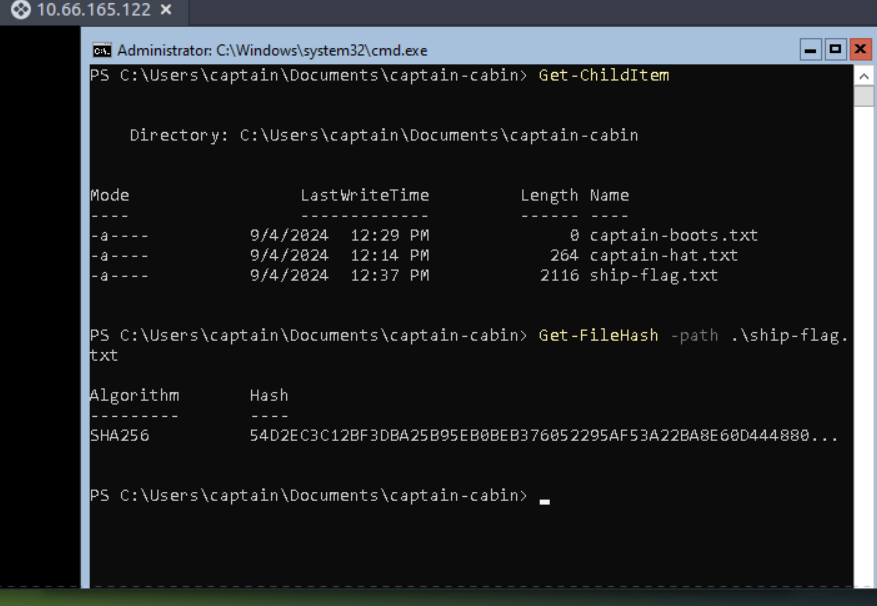 10.66.165.122 ×
Administrator: C:\Windows\system32\cmd.exe
PS C:\Users\captain\Documents\captain-cabin> Get-ChildItem
Directory: C:\Users\captain\Documents\captain-cabin
Mode LastWriteTime Length Name
---- ------------- ------ ----
-a---- 9/4/2024 12:29 PM 0 captain-boots.txt
-a---- 9/4/2024 12:14 PM 264 captain-hat.txt
-a---- 9/4/2024 12:37 PM 2116 ship-flag.txt
PS C:\Users\captain\Documents\captain-cabin> Get-FileHash -path .\ship-flag.
txt
Algorithm Hash
--------- ----
SHA256 54D2EC3C12BF3DBA25B95EB0BEB376052295AF53A22BA8E60D444880...
PS C:\Users\captain\Documents\captain-cabin>